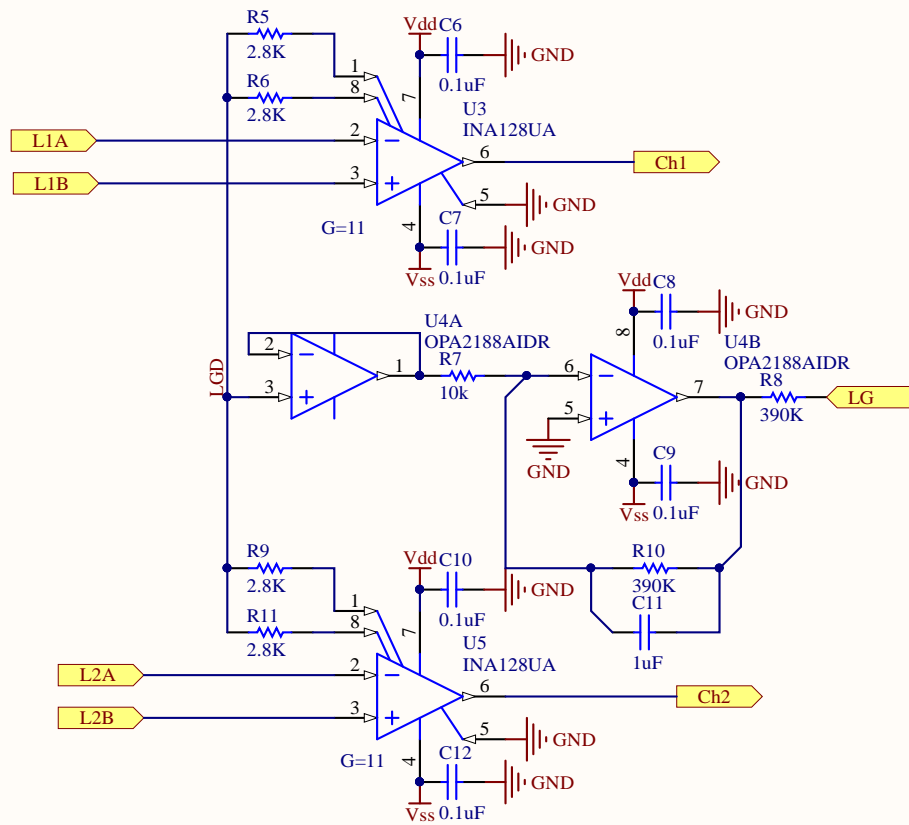 R5
2.8K
R6
2.8K
1
8
2
3
L1A
L1B
Vdd
C6
0.1uF
GND
7
U3
INA128UA
6
Ch1
5
GND
G=11
4
C7
0.1uF
GND
Vss
LGD
2
3
U4A
OPA2188AIDR
1
R7
10k
Vdd
C8
0.1uF
GND
8
U4B
OPA2188AIDR
6
5
GND
7
R8
390K
LG
4
C9
0.1uF
GND
Vss
R10
390K
C11
1uF
R9
2.8K
R11
2.8K
1
8
2
3
L2A
L2B
Vdd
C10
0.1uF
GND
7
U5
INA128UA
6
Ch2
5
GND
G=11
4
C12
0.1uF
GND
Vss